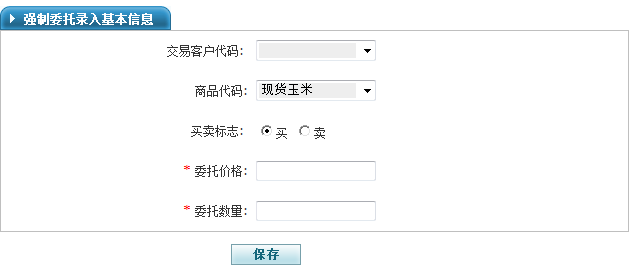 强制委托录入基本信息
交易客户代码:
商品代码: 现货玉米
买卖标志: 买 卖
* 委托价格:
* 委托数量:
保存